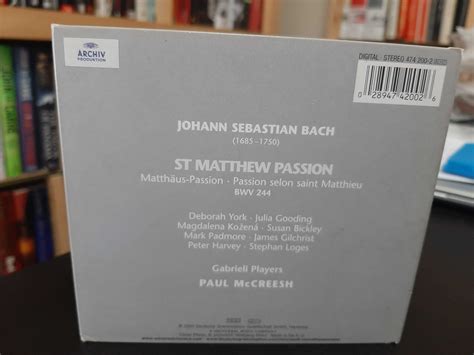 ARCHIV
PRODUKTION
DIGITAL · STEREO 474 200-2
0 28947 42002 6
JOHANN SEBASTIAN BACH
(1685–1750)
ST MATTHEW PASSION
Matthäus-Passion · Passion selon saint Matthieu
BWV 244
Deborah York · Julia Gooding
Magdalena Kožená · Susan Bickley
Mark Padmore · James Gilchrist
Peter Harvey · Stephan Loges
Gabrieli Players
PAUL McCREESH